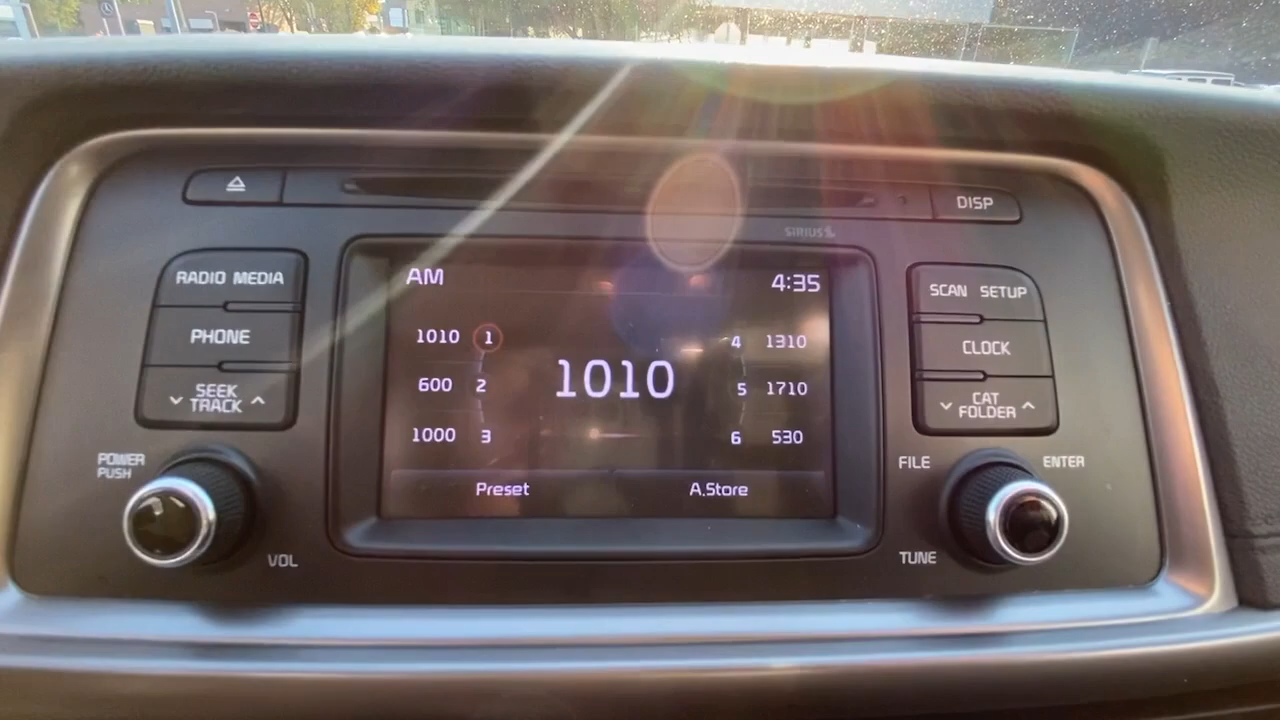 DISP
SIRIUS
RADIO MEDIA
PHONE
SEEK
TRACK
POWER
PUSH
VOL
AM 4:35
1010 1
600 2
1000 3
1010
4 1310
5 1710
6 530
Preset A.Store
SCAN SETUP
CLOCK
CAT
FOLDER
FILE ENTER
TUNE